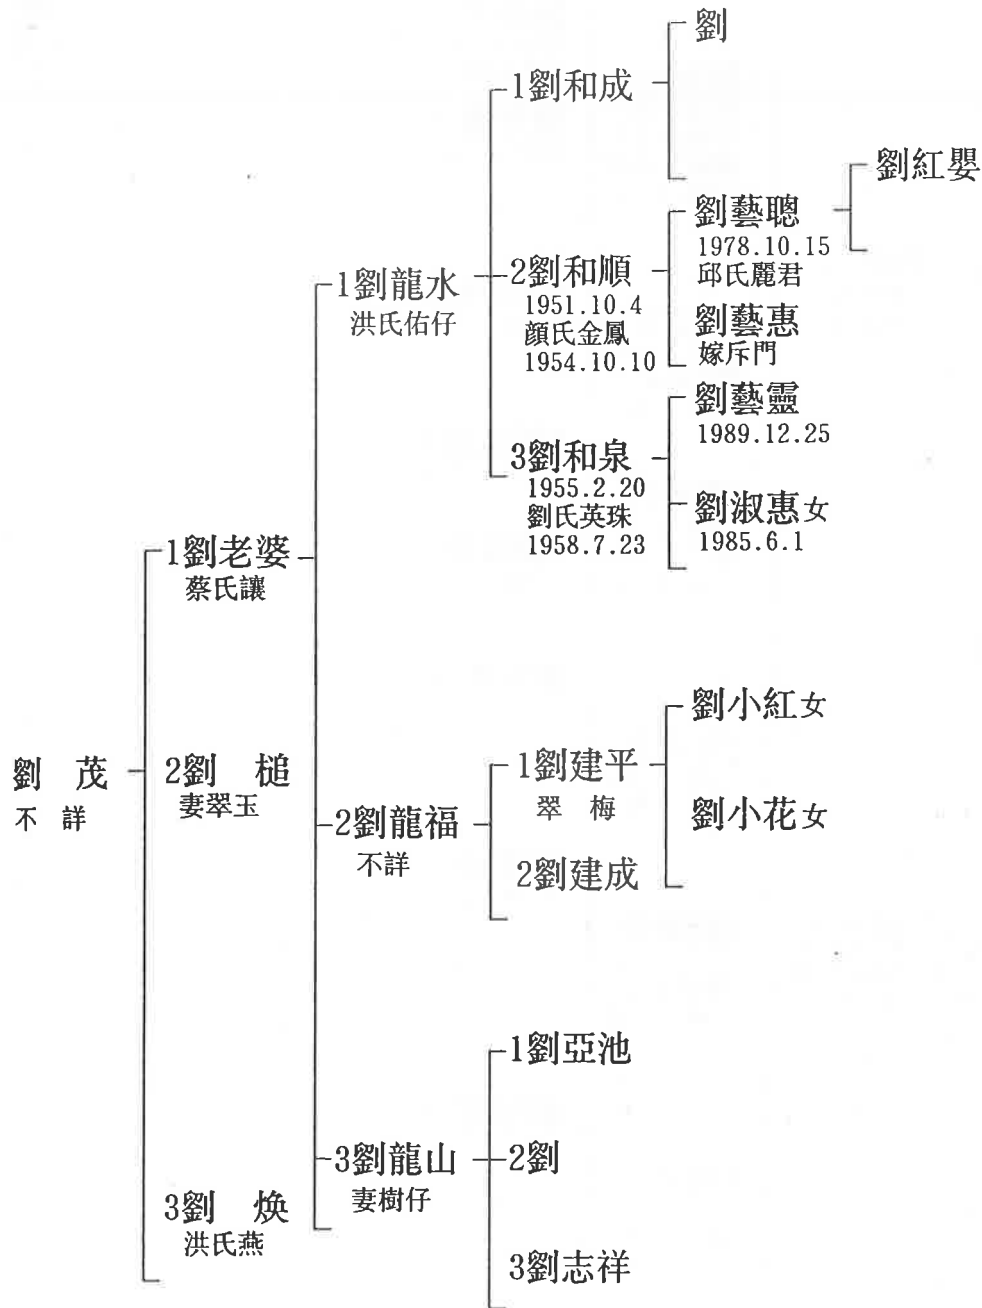 劉　茂
不　詳
1劉老婆
蔡氏讓
2劉　槌
妻翠玉
3劉　煥
洪氏燕
1劉龍水
洪氏佑仔
2劉龍福
不詳
3劉龍山
妻樹仔
1劉和成
2劉和順
1951.10.4
顏氏金鳳
1954.10.10
3劉和泉
1955.2.20
劉氏英珠
1958.7.23
1劉建平
翠　梅
2劉建成
1劉亞池
2劉
3劉志祥
劉
劉藝聰
1978.10.15
邱氏麗君
劉藝惠
嫁斥門
劉藝靈
1989.12.25
劉淑惠女
1985.6.1
劉小紅女
劉小花女
劉紅嬰